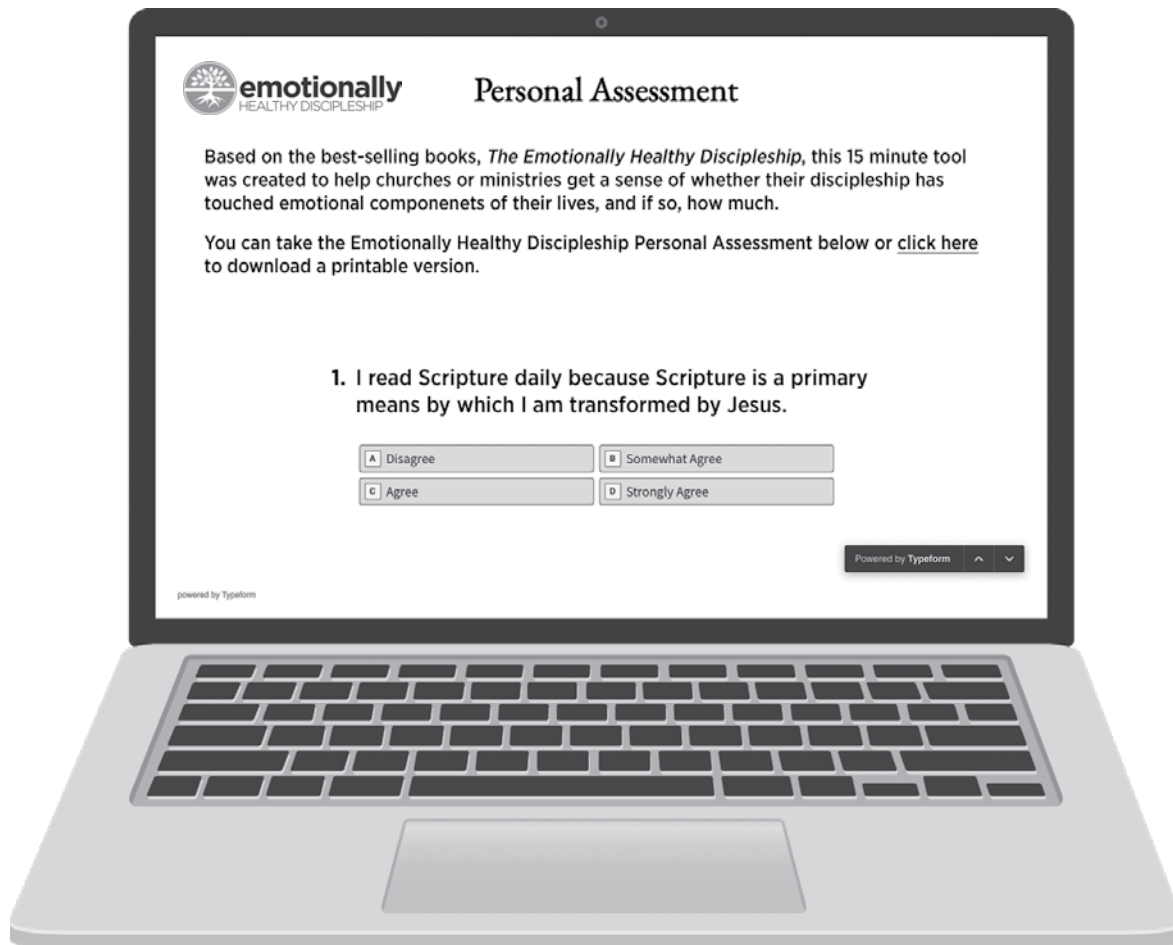 emotionally
HEALTHY DISCIPLESHIP
Personal Assessment
Based on the best-selling books, The Emotionally Healthy Discipleship, this 15 minute tool
was created to help churches or ministries get a sense of whether their discipleship has
touched emotional componenets of their lives, and if so, how much.
You can take the Emotionally Healthy Discipleship Personal Assessment below or click here
to download a printable version.
1. I read Scripture daily because Scripture is a primary
means by which I am transformed by Jesus.
A Disagree
B Somewhat Agree
C Agree
D Strongly Agree
Powered by Typeform
powered by Typeform